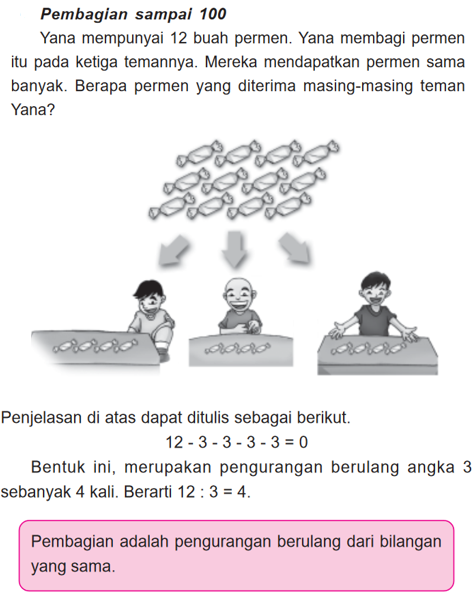 Pembagian sampai 100
Yana mempunyai 12 buah permen. Yana membagi permen
itu pada ketiga temannya. Mereka mendapatkan permen sama
banyak. Berapa permen yang diterima masing-masing teman
Yana?
Penjelasan di atas dapat ditulis sebagai berikut.
12 - 3 - 3 - 3 - 3 = 0
Bentuk ini, merupakan pengurangan berulang angka 3
sebanyak 4 kali. Berarti 12 : 3 = 4.
Pembagian adalah pengurangan berulang dari bilangan
yang sama.